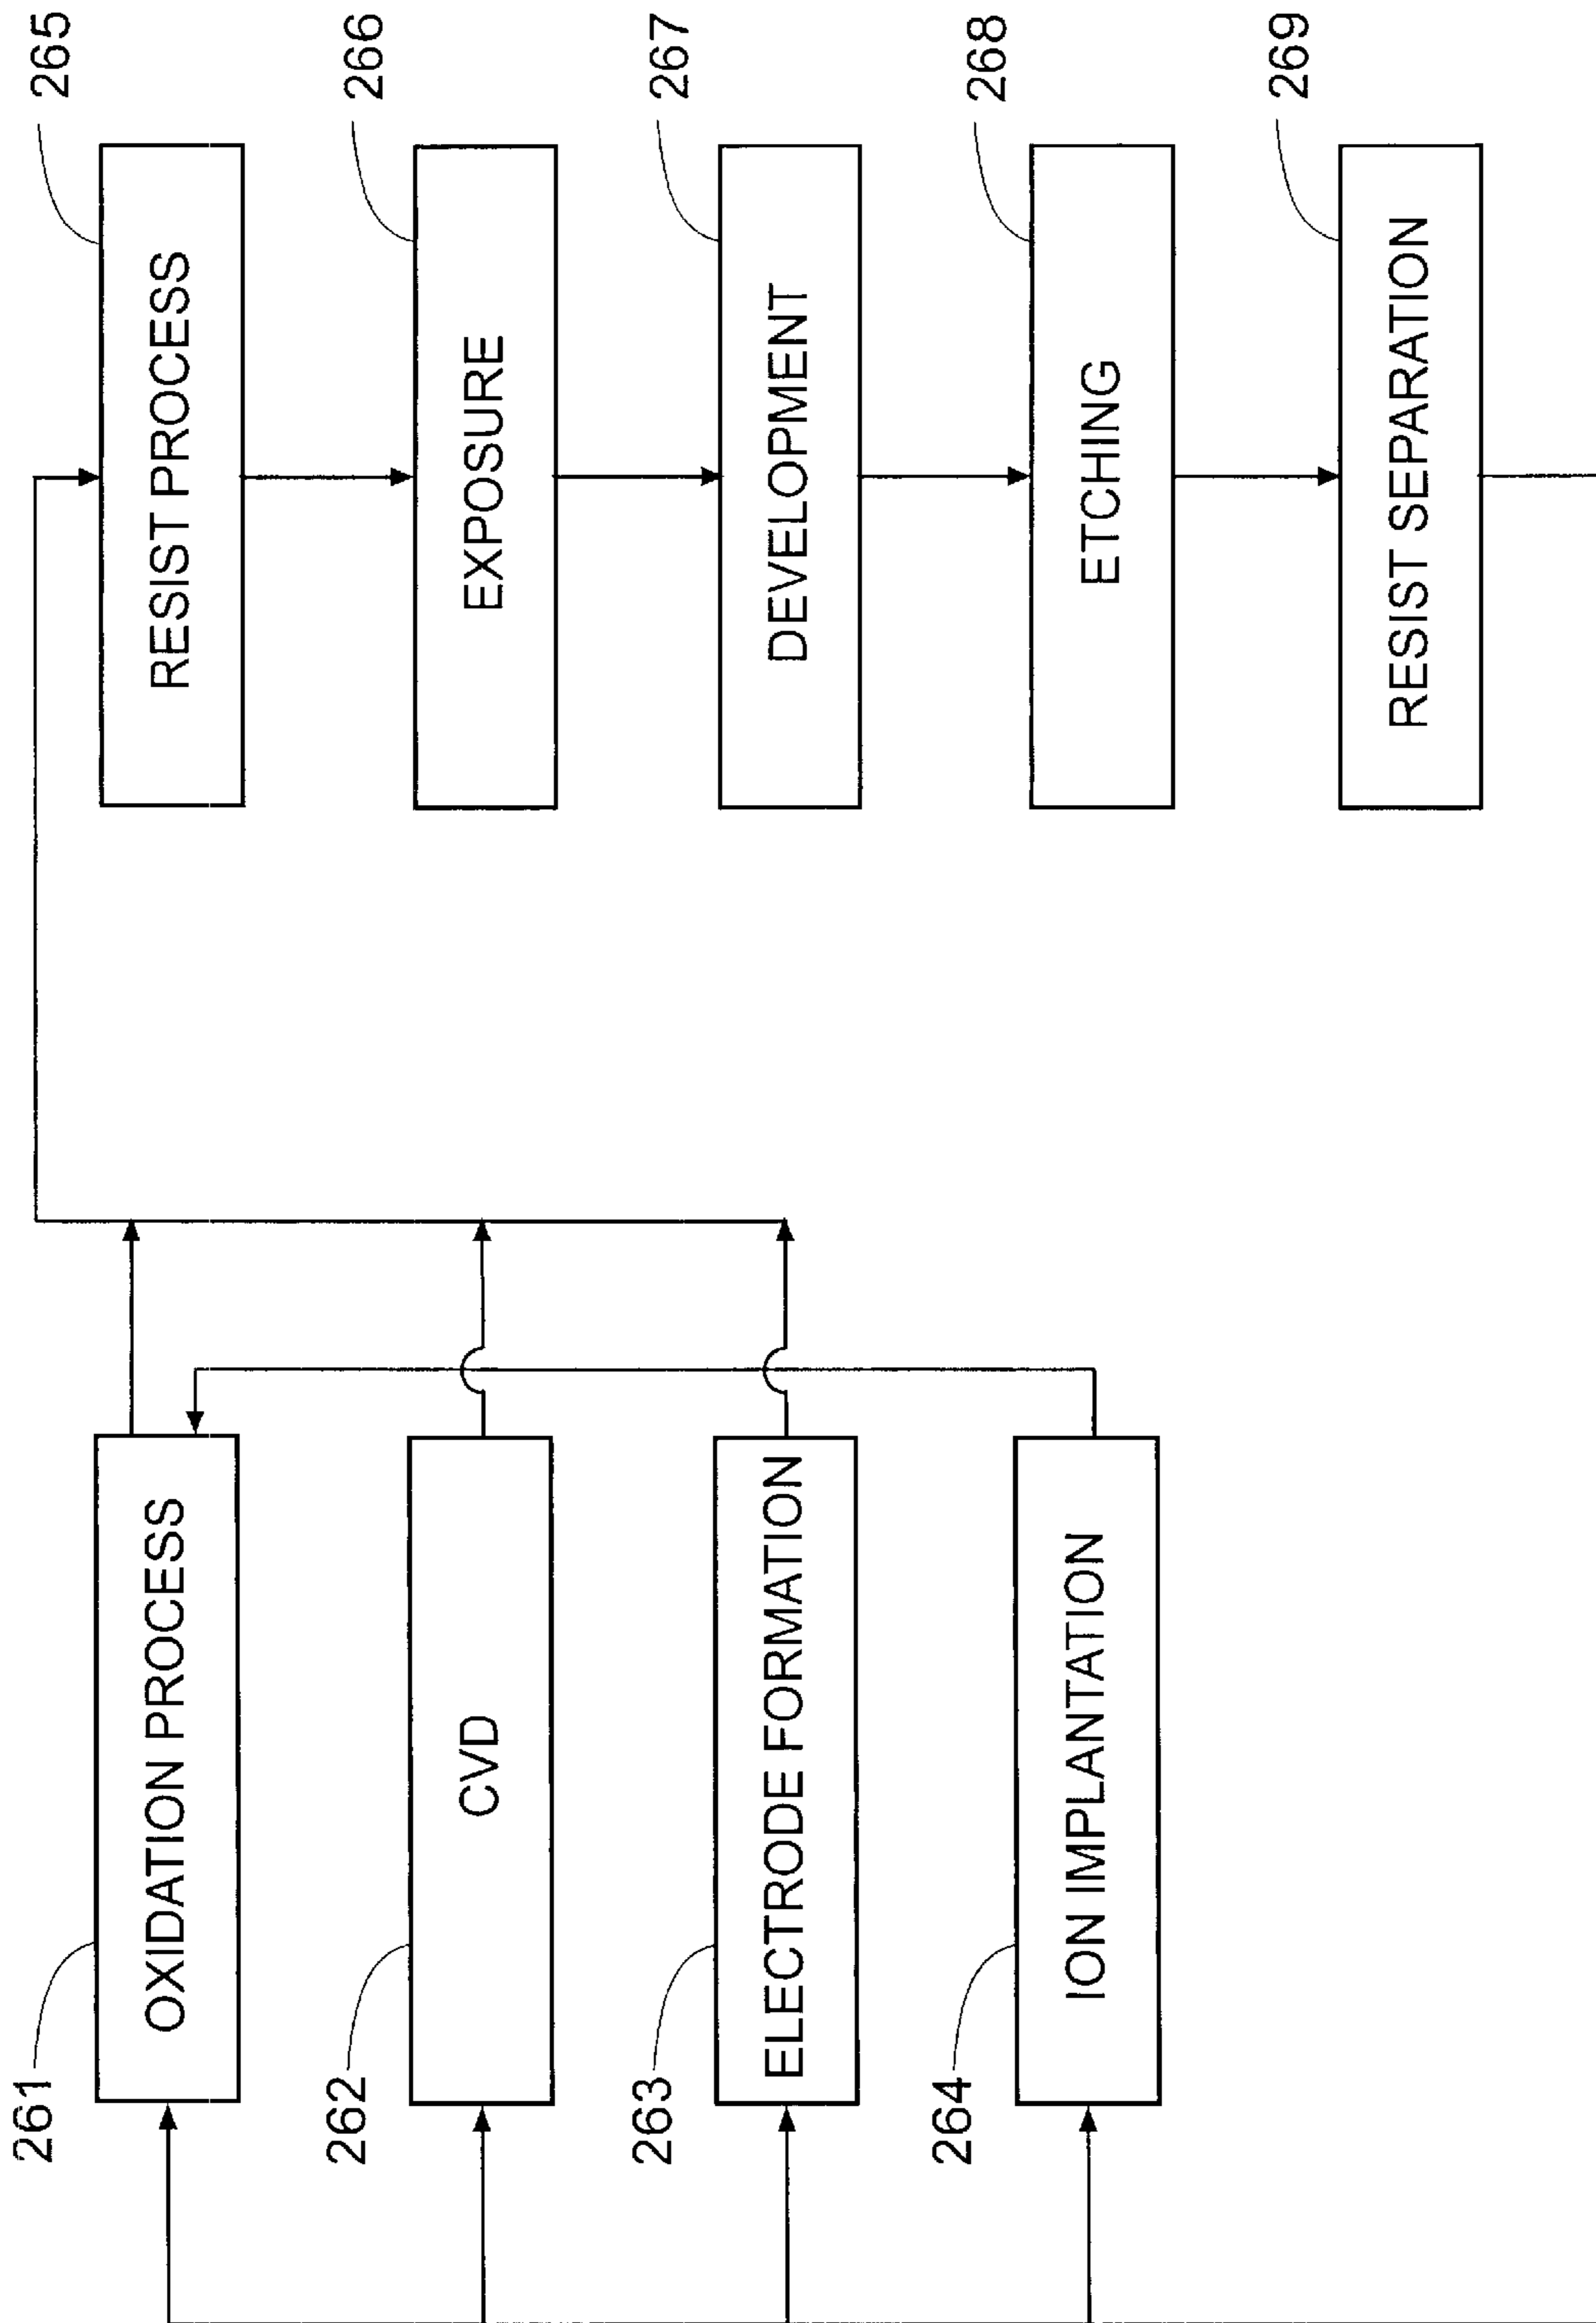 261
OXIDATION PROCESS
262
CVD
263
ELECTRODE FORMATION
264
ION IMPLANTATION
265
RESIST PROCESS
266
EXPOSURE
267
DEVELOPMENT
268
ETCHING
269
RESIST SEPARATION